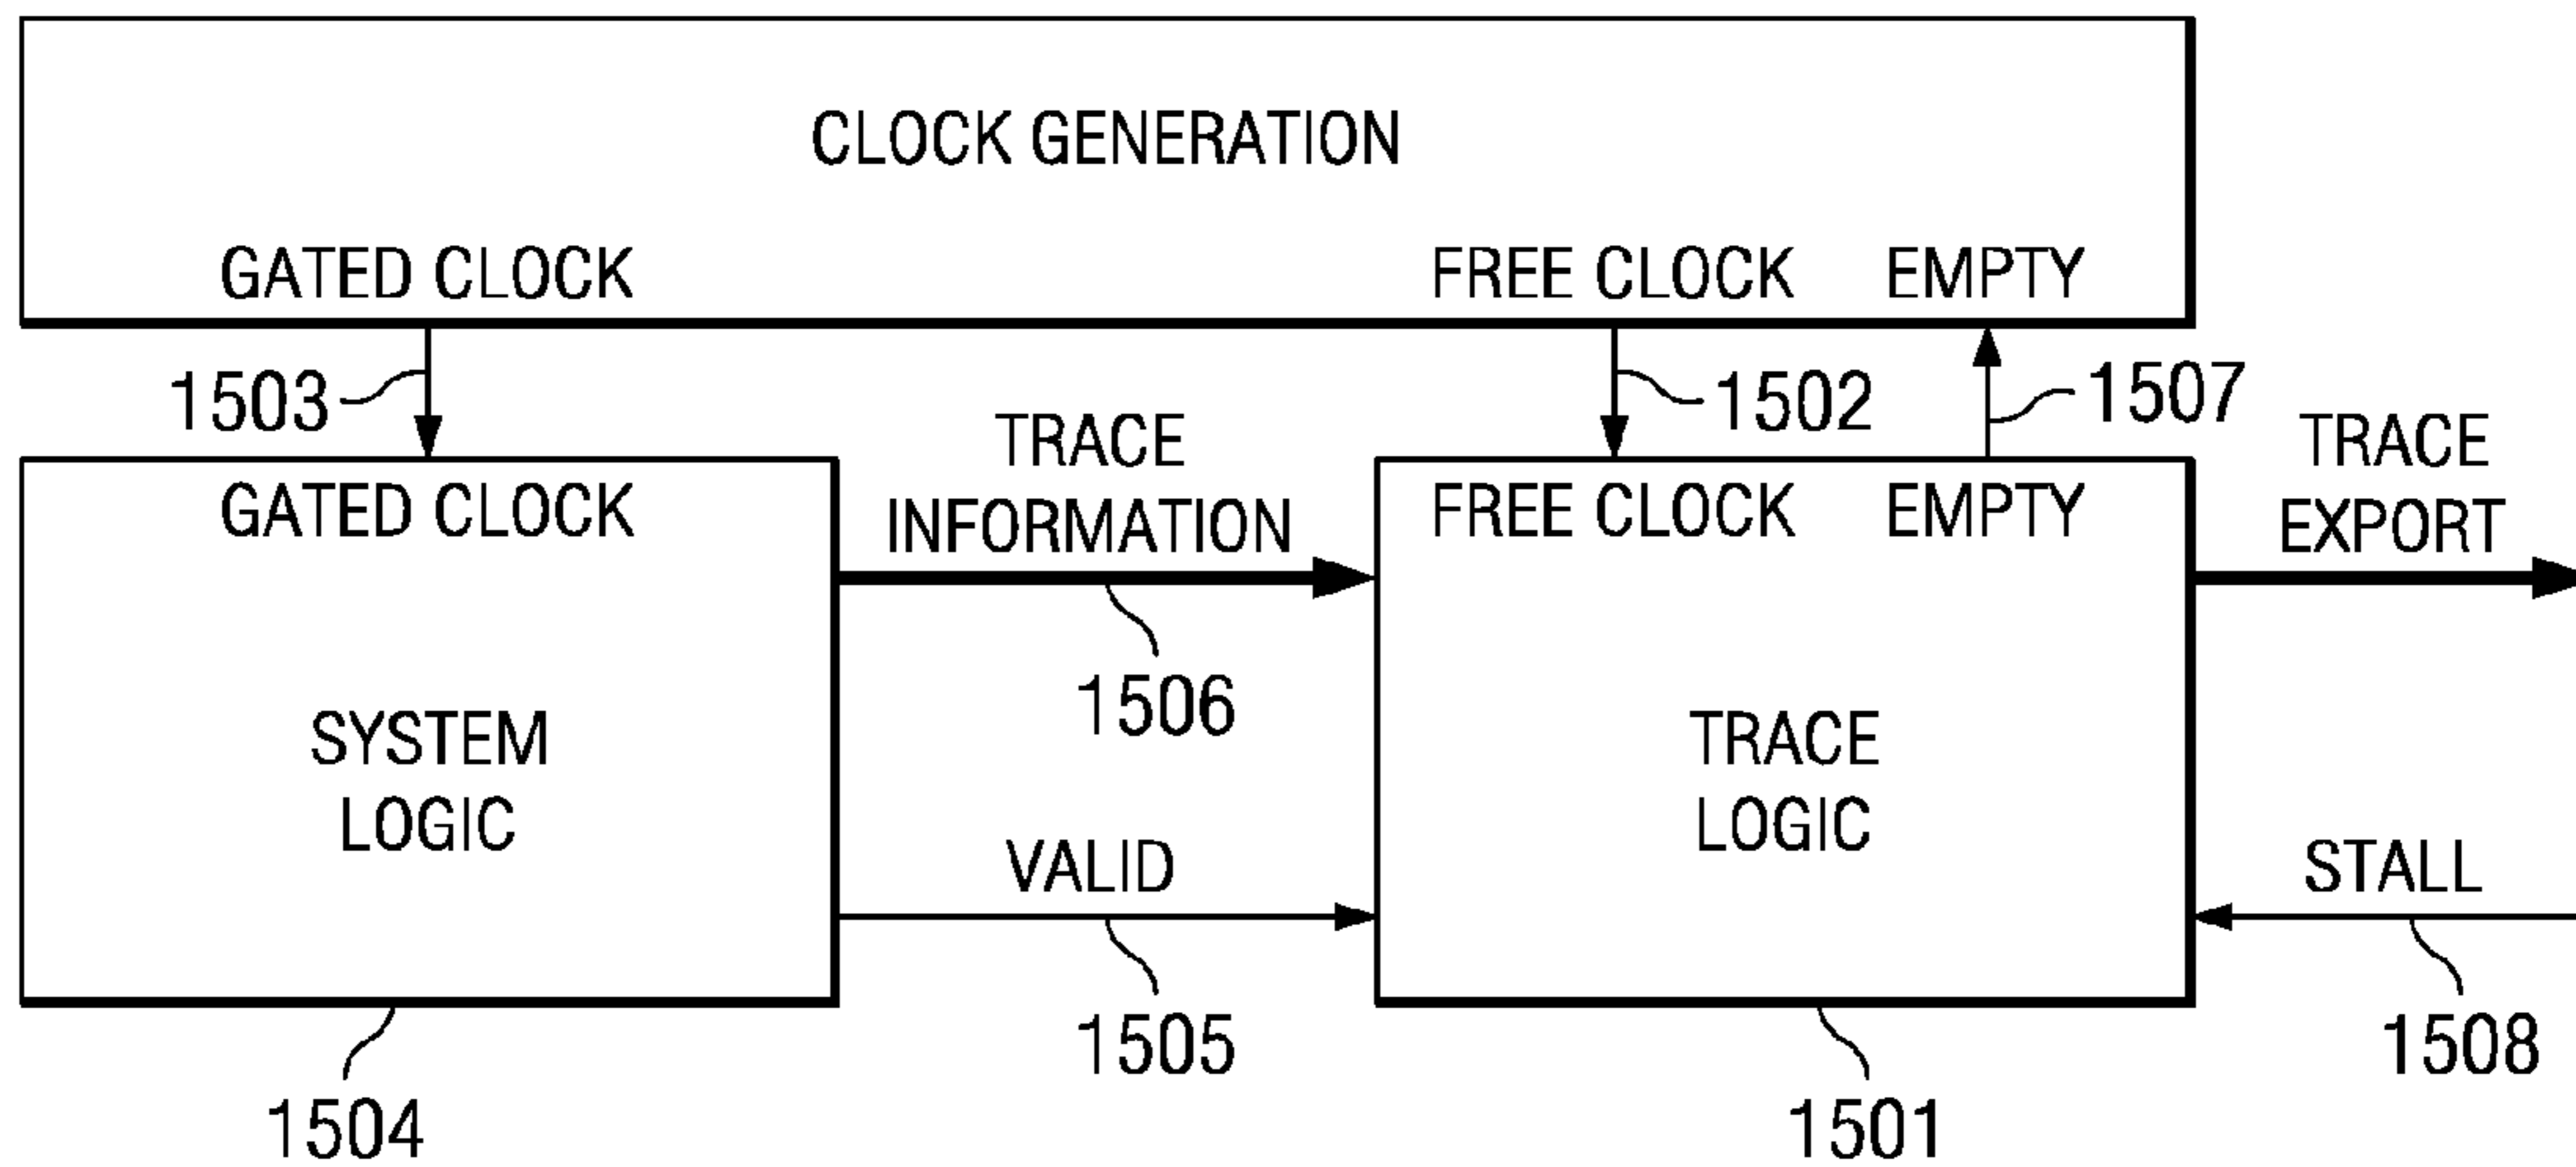 CLOCK GENERATION
GATED CLOCK
FREE CLOCK
EMPTY
1503
1502
1507
TRACE
INFORMATION
TRACE
EXPORT
GATED CLOCK
FREE CLOCK
EMPTY
1506
SYSTEM
LOGIC
TRACE
LOGIC
VALID
STALL
1505
1508
1504
1501